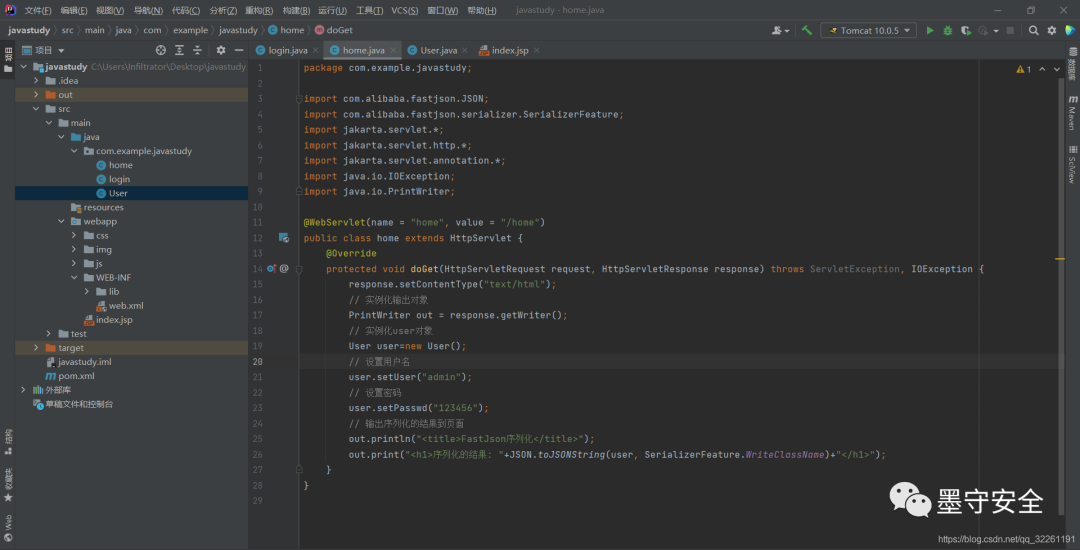 文件(F) 编辑(E) 视图(V) 导航(N) 代码(C) 分析(Z) 重构(R) 构建(B) 运行(U) 工具(T) VCS(S) 窗口(W) 帮助(H) javastudy - home.java
javastudy > src > main > java > com > example > javastudy > home > doGet
Tomcat 10.0.5
项目
login.java
home.java
User.java
index.jsp
javastudy C:\Users\Infiltrator\Desktop\javastudy
.idea
out
src
main
java
com.example.javastudy
home
login
User
resources
webapp
css
img
js
WEB-INF
lib
web.xml
index.jsp
test
target
javastudy.iml
pom.xml
外部库
草稿文件和控制台
项目
结构
收藏夹
Web
1 package com.example.javastudy;
2
3 import com.alibaba.fastjson.JSON;
4 import com.alibaba.fastjson.serializer.SerializerFeature;
5 import jakarta.servlet.*;
6 import jakarta.servlet.http.*;
7 import jakarta.servlet.annotation.*;
8 import java.io.IOException;
9 import java.io.PrintWriter;
10
11 @WebServlet(name = "home", value = "/home")
12 public class home extends HttpServlet {
13 @Override
14 @ protected void doGet(HttpServletRequest request, HttpServletResponse response) throws ServletException, IOException {
15 response.setContentType("text/html");
16 // 实例化输出对象
17 PrintWriter out = response.getWriter();
18 // 实例化user对象
19 User user=new User();
20 // 设置用户名
21 user.setUser("admin");
22 // 设置密码
23 user.setPasswd("123456");
24 // 输出序列化的结果到页面
25 out.println("<title>FastJson序列化</title>");
26 out.print("<h1>序列化的结果: "+JSON.toJSONString(user, SerializerFeature.WriteClassName)+"</h1>");
27 }
28 }
29
1
数据库
Maven
SciView
墨守安全
https://blog.csdn.net/qq_32261191